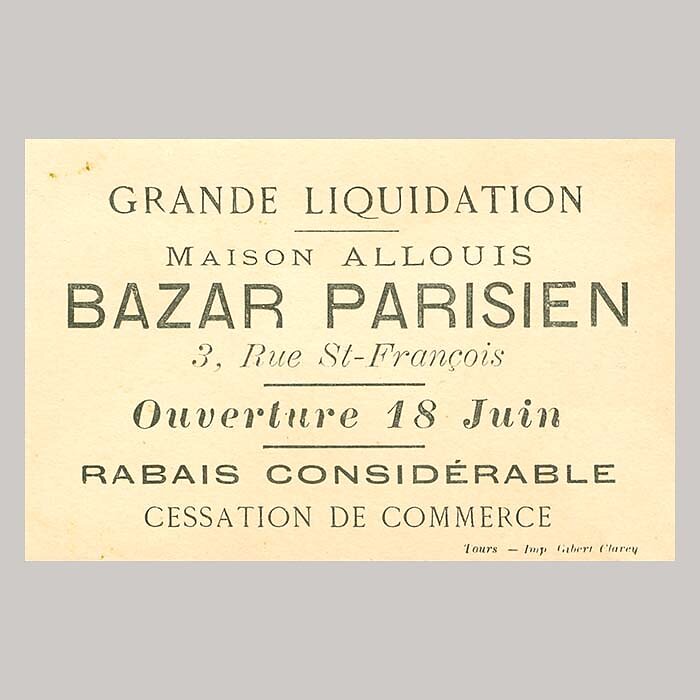 GRANDE LIQUIDATION
MAISON ALLOUIS
BAZAR PARISIEN
3, Rue St-François
Ouverture 18 Juin
RABAIS CONSIDÉRABLE
CESSATION DE COMMERCE
Tours — Imp Gibert Clarey